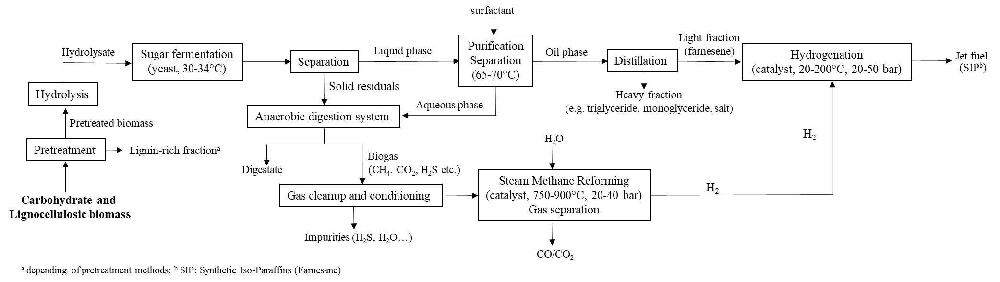 surfactant
Hydrolysate
Sugar fermentation
(yeast, 30-34°C)
Separation
Liquid phase
Purification
Separation
(65-70°C)
Oil phase
Distillation
Light fraction
(farnesene)
Hydrogenation
(catalyst, 20-200°C, 20-50 bar)
Jet fuel
(SIPᵇ)
Hydrolysis
Solid residuals
Aqueous phase
Heavy fraction
(e.g. triglyceride, monoglyceride, salt)
Anaerobic digestion system
Pretreated biomass
Pretreatment
Lignin-rich fractionᵃ
H₂O
H₂
Digestate
Biogas
(CH₄. CO₂, H₂S etc.)
Carbohydrate and
Lignocellulosic biomass
Gas cleanup and conditioning
Steam Methane Reforming
(catalyst, 750-900°C, 20-40 bar)
Gas separation
H₂
Impurities (H₂S, H₂O…)
CO/CO₂
ᵃ depending of pretreatment methods; ᵇ SIP: Synthetic Iso-Paraffins (Farnesane)